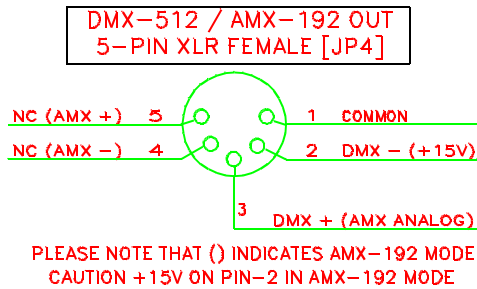 DMX-512 / AMX-192 OUT
5-PIN XLR FEMALE [JP4]
NC (AMX +) 5 1 COMMON
NC (AMX -) 4 2 DMX - (+15V)
3
DMX + (AMX ANALOG)
PLEASE NOTE THAT () INDICATES AMX-192 MODE
CAUTION +15V ON PIN-2 IN AMX-192 MODE